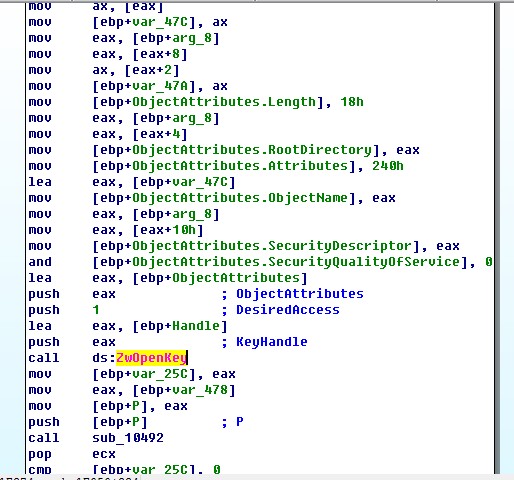 mov ax, [eax]
mov [ebp+var_47C], ax
mov eax, [ebp+arg_8]
mov eax, [eax+8]
mov ax, [eax+2]
mov [ebp+var_47A], ax
mov [ebp+ObjectAttributes.Length], 18h
mov eax, [ebp+arg_8]
mov eax, [eax+4]
mov [ebp+ObjectAttributes.RootDirectory], eax
mov [ebp+ObjectAttributes.Attributes], 240h
lea eax, [ebp+var_47C]
mov [ebp+ObjectAttributes.ObjectName], eax
mov eax, [ebp+arg_8]
mov eax, [eax+10h]
mov [ebp+ObjectAttributes.SecurityDescriptor], eax
and [ebp+ObjectAttributes.SecurityQualityOfService], 0
lea eax, [ebp+ObjectAttributes]
push eax ; ObjectAttributes
push 1 ; DesiredAccess
lea eax, [ebp+Handle]
push eax ; KeyHandle
call ds:ZwOpenKey
mov [ebp+var_25C], eax
mov eax, [ebp+var_478]
mov [ebp+P], eax
push [ebp+P] ; P
call sub_10492
pop ecx
cmp [ebp+var_25C], 0